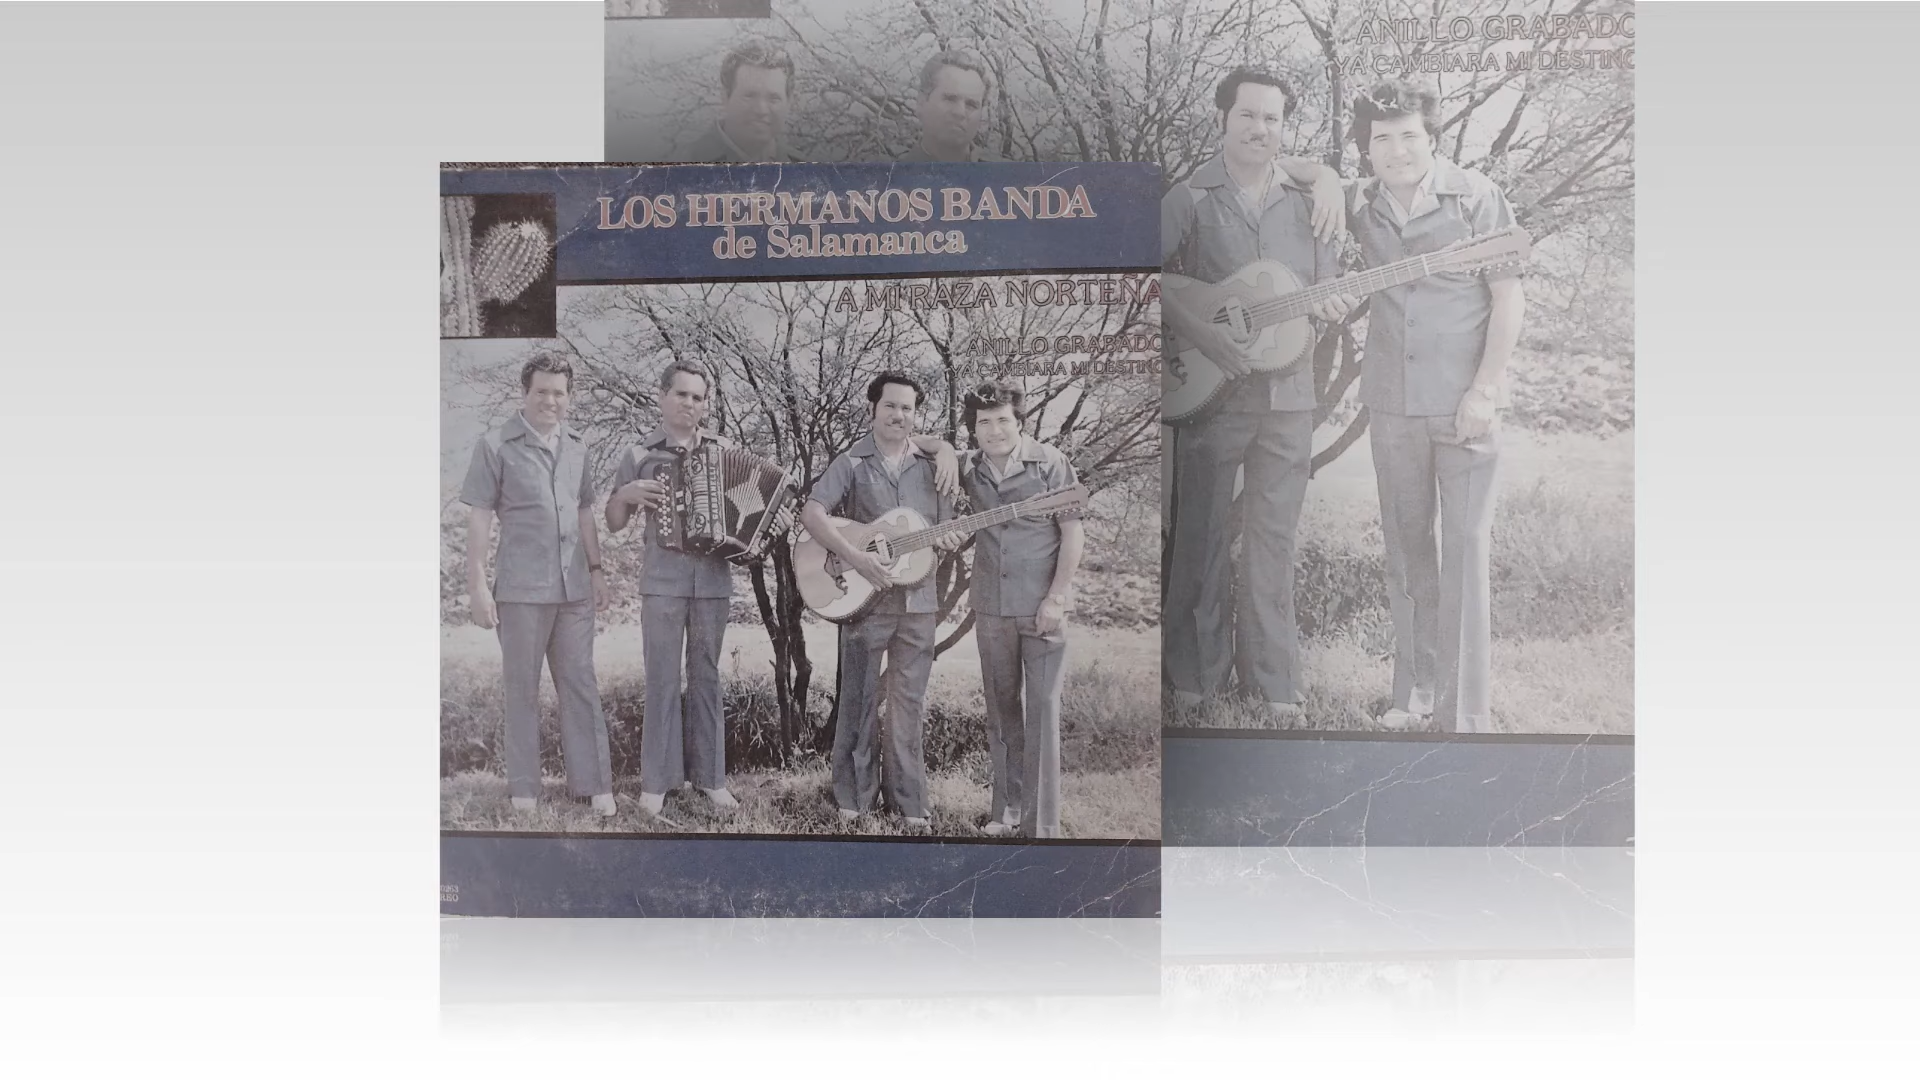 ANILLO GRABADO
YA CAMBIARA MI DESTINO
LOS HERMANOS BANDA
de Salamanca
A MI RAZA NORTEÑA
ANILLO GRABADO
YA CAMBIARA MI DESTINO